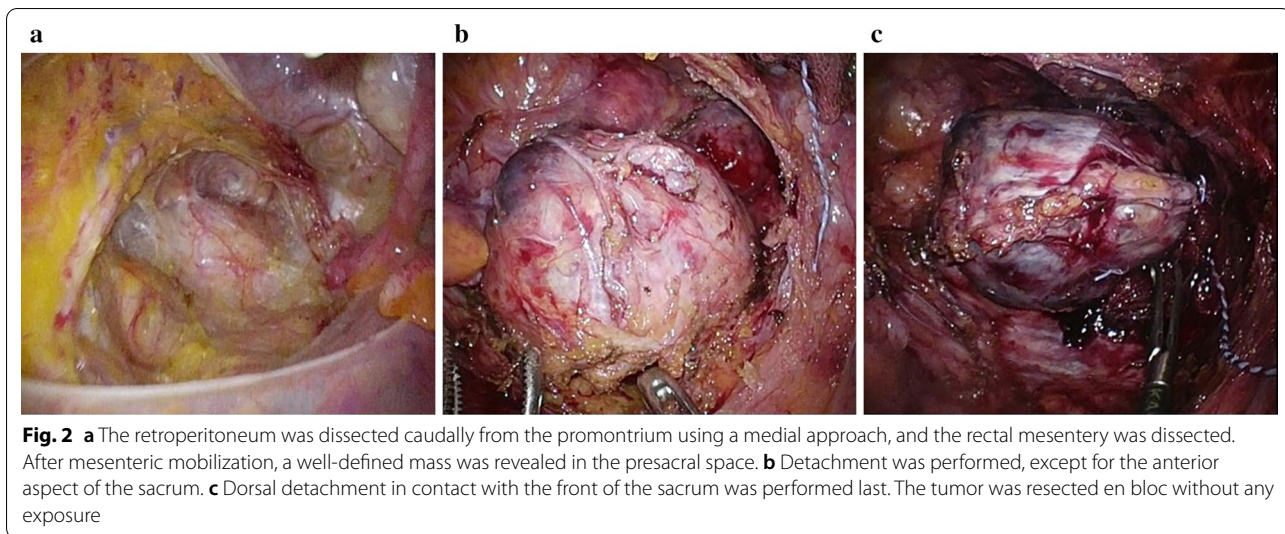 a
b
c
Fig. 2 a The retroperitoneum was dissected caudally from the promontrium using a medial approach, and the rectal mesentery was dissected.
After mesenteric mobilization, a well-defined mass was revealed in the presacral space. b Detachment was performed, except for the anterior
aspect of the sacrum. c Dorsal detachment in contact with the front of the sacrum was performed last. The tumor was resected en bloc without any
exposure